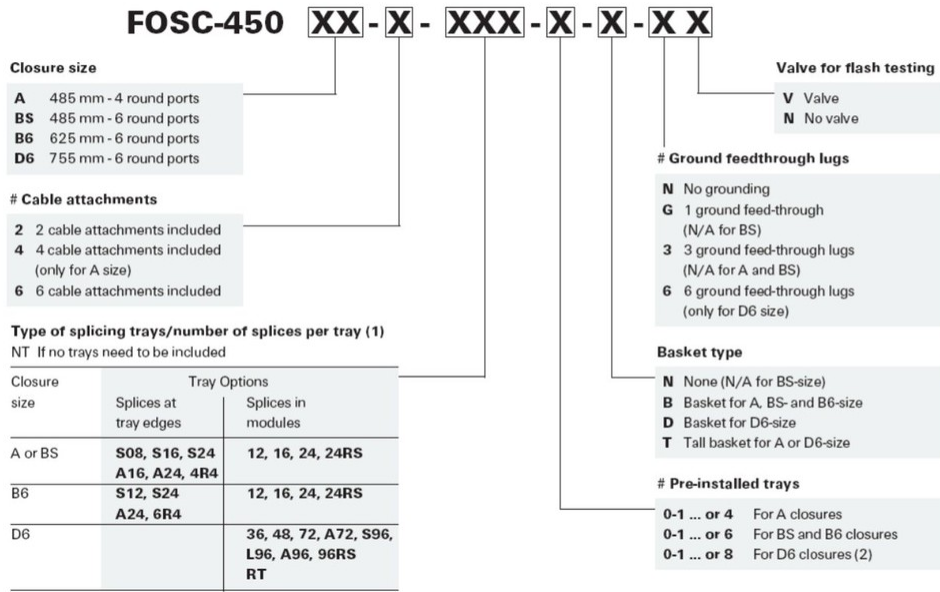 FOSC-450 XX - X - XXX - X - X - X X
Closure size
A 485 mm - 4 round ports
BS 485 mm - 6 round ports
B6 625 mm - 6 round ports
D6 755 mm - 6 round ports
# Cable attachments
2 2 cable attachments included
4 4 cable attachments included
(only for A size)
6 6 cable attachments included
Type of splicing trays/number of splices per tray (1)
NT If no trays need to be included
Closure Tray Options
size Splices at Splices in
tray edges modules
A or BS S08, S16, S24 12, 16, 24, 24RS
A16, A24, 4R4
B6 S12, S24 12, 16, 24, 24RS
A24, 6R4
D6 36, 48, 72, A72, S96,
L96, A96, 96RS
RT
Valve for flash testing
V Valve
N No valve
# Ground feedthrough lugs
N No grounding
G 1 ground feed-through
(N/A for BS)
3 3 ground feed-through lugs
(N/A for A and BS)
6 6 ground feed-through lugs
(only for D6 size)
Basket type
N None (N/A for BS-size)
B Basket for A, BS- and B6-size
D Basket for D6-size
T Tall basket for A or D6-size
# Pre-installed trays
0-1 ... or 4 For A closures
0-1 ... or 6 For BS and B6 closures
0-1 ... or 8 For D6 closures (2)